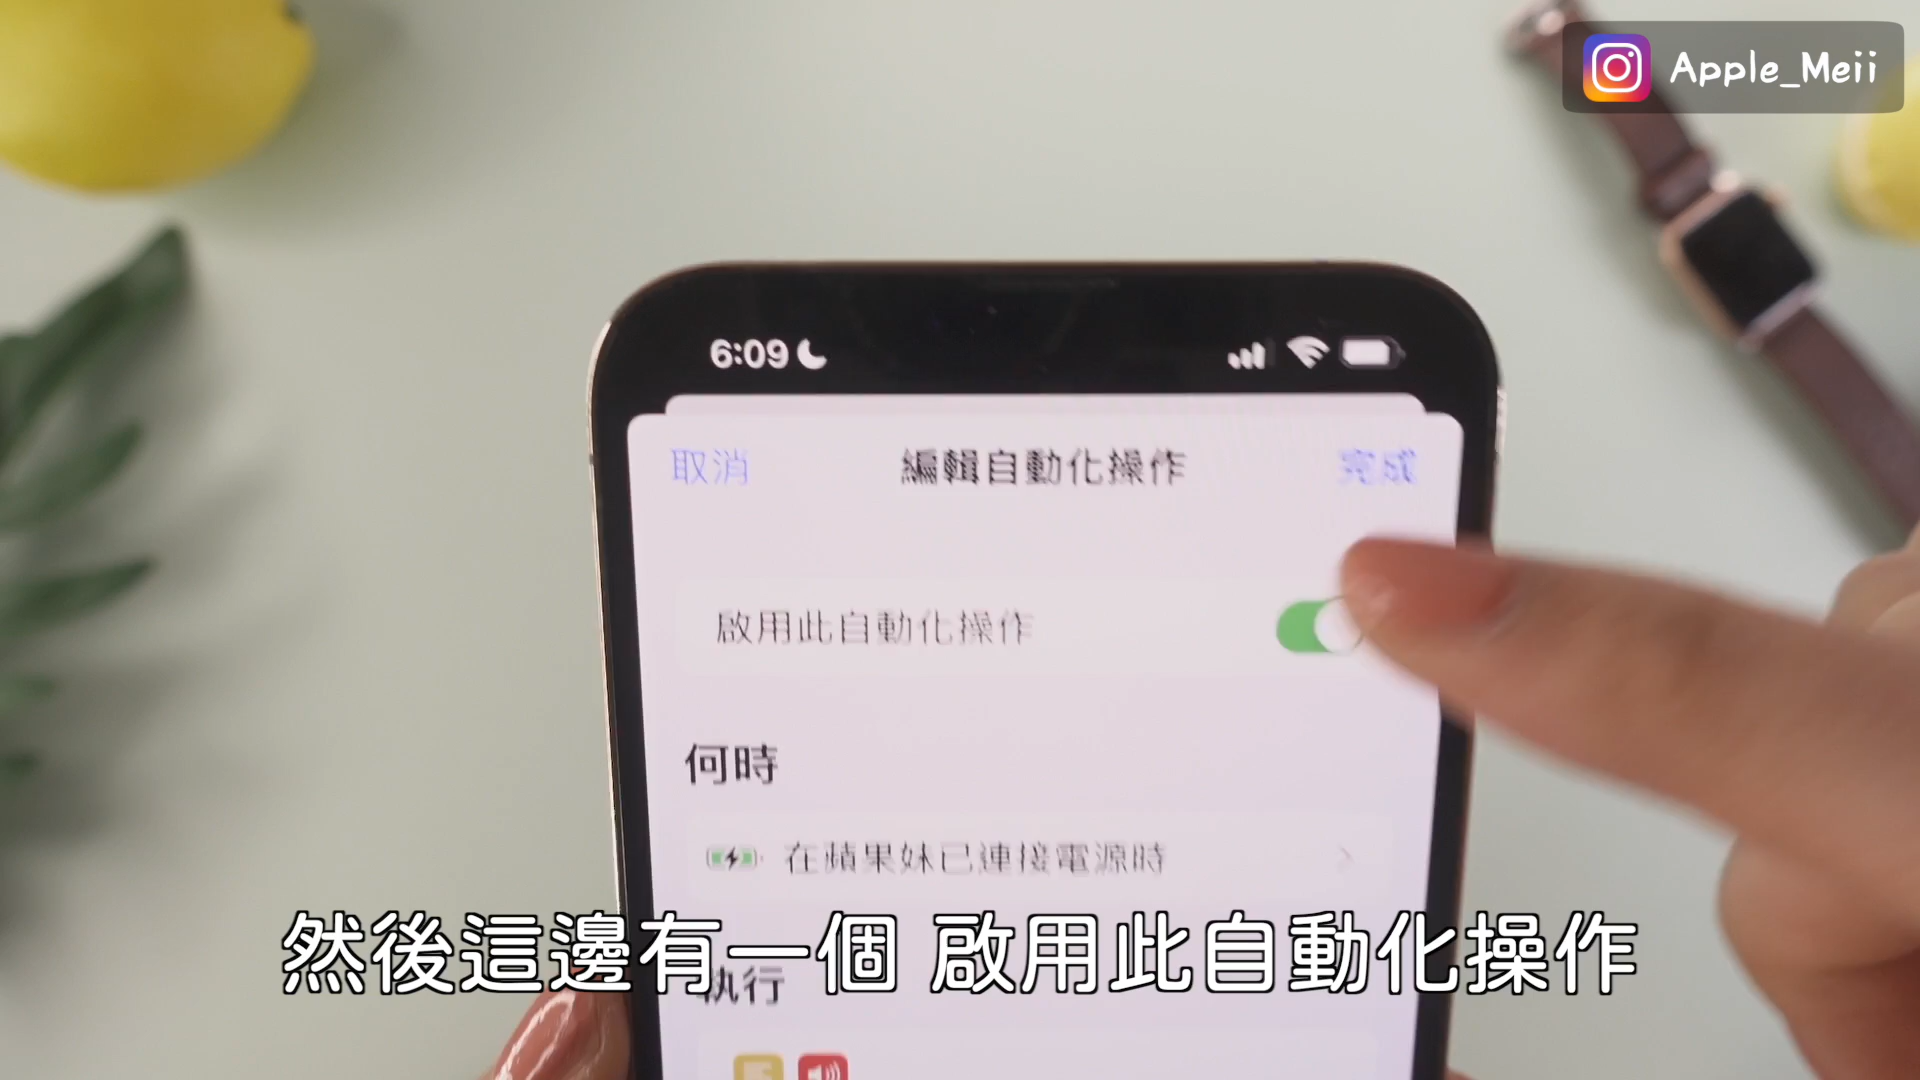 Apple_Meii
6:09
取消 編輯自動化操作 完成
啟用此自動化操作
何時
在蘋果妹已連接電源時
然後這邊有一個 啟用此自動化操作
執行